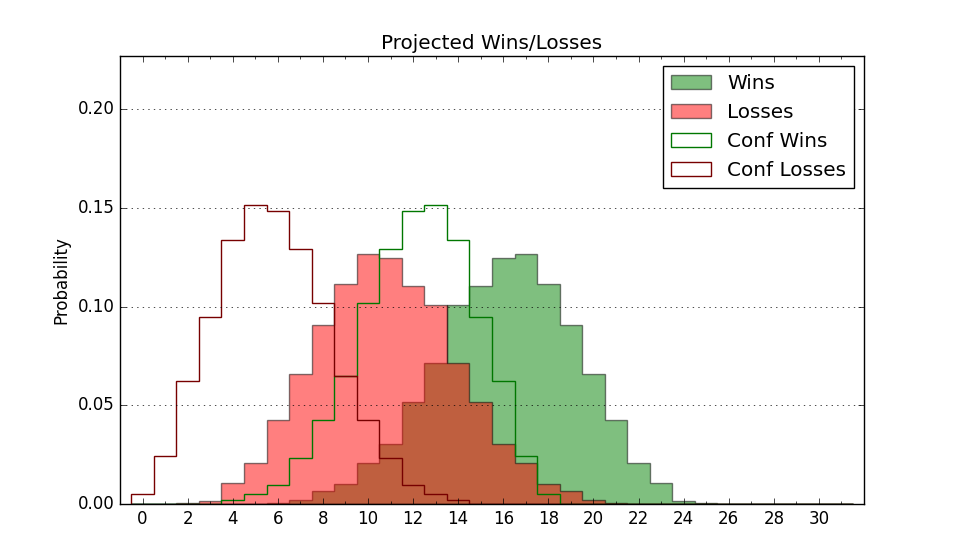 Projected Wins/Losses
Wins
Losses
Conf Wins
Conf Losses
Probability
0.20
0.15
0.10
0.05
0.00
0 2 4 6 8 10 12 14 16 18 20 22 24 26 28 30